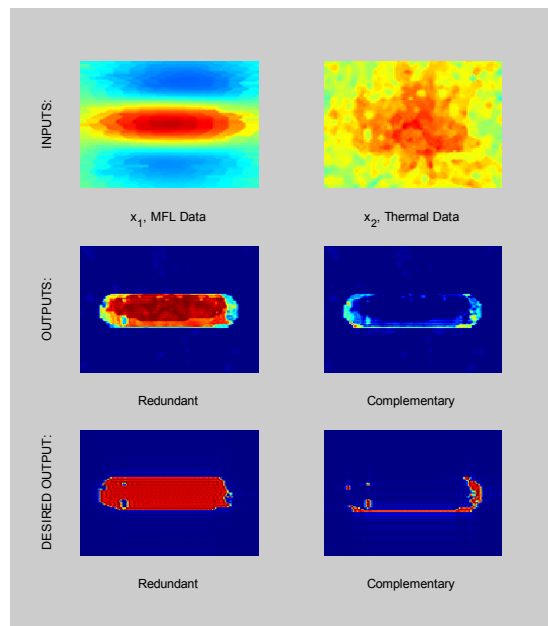 INPUTS:
x1, MFL Data
x2, Thermal Data
OUTPUTS:
Redundant
Complementary
DESIRED OUTPUT:
Redundant
Complementary